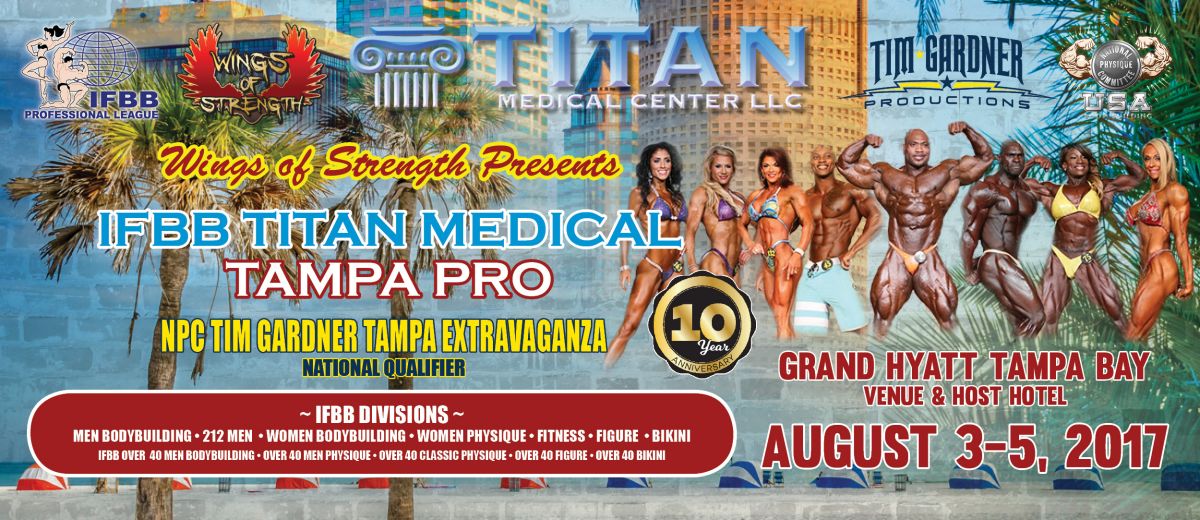 IFBB
PROFESSIONAL LEAGUE
WINGS
OF
STRENGTH
TITAN
MEDICAL CENTER LLC
TIM GARDNER
PRODUCTIONS
NATIONAL
PHYSIQUE
COMMITTEE
USA
Wings of Strength Presents
IFBB TITAN MEDICAL
TAMPA PRO
NPC TIM GARDNER TAMPA EXTRAVAGANZA
NATIONAL QUALIFIER
10
Year
ANNIVERSARY
GRAND HYATT TAMPA BAY
VENUE & HOST HOTEL
AUGUST 3-5, 2017
~ IFBB DIVISIONS ~
MEN BODYBUILDING • 212 MEN • WOMEN BODYBUILDING • WOMEN PHYSIQUE • FITNESS • FIGURE • BIKINI
IFBB OVER 40 MEN BODYBUILDING • OVER 40 MEN PHYSIQUE • OVER 40 CLASSIC PHYSIQUE • OVER 40 FIGURE • OVER 40 BIKINI